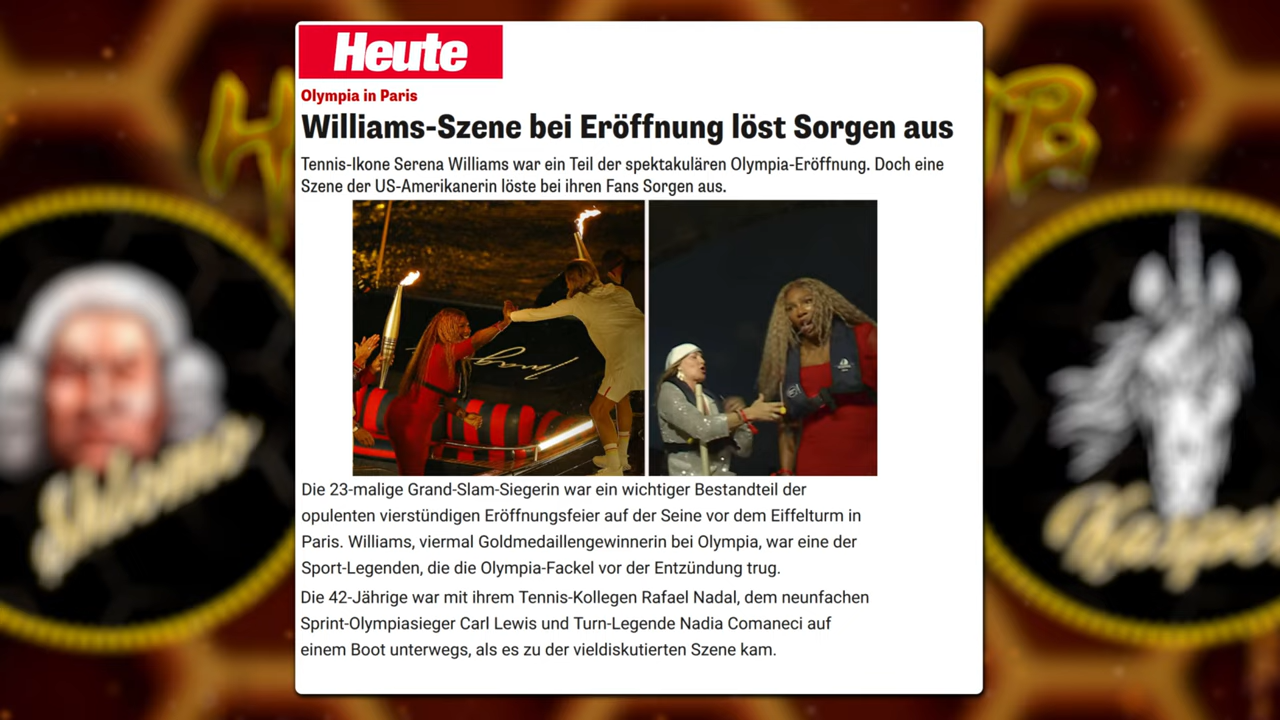 Heute
Olympia in Paris
Williams-Szene bei Eröffnung löst Sorgen aus
Tennis-Ikone Serena Williams war ein Teil der spektakulären Olympia-Eröffnung. Doch eine
Szene der US-Amerikanerin löste bei ihren Fans Sorgen aus.
Die 23-malige Grand-Slam-Siegerin war ein wichtiger Bestandteil der
opulenten vierstündigen Eröffnungsfeier auf der Seine vor dem Eiffelturm in
Paris. Williams, viermal Goldmedaillengewinnerin bei Olympia, war eine der
Sport-Legenden, die die Olympia-Fackel vor der Entzündung trug.
Die 42-Jährige war mit ihrem Tennis-Kollegen Rafael Nadal, dem neunfachen
Sprint-Olympiasieger Carl Lewis und Turn-Legende Nadia Comaneci auf
einem Boot unterwegs, als es zu der vieldiskutierten Szene kam.
Shlomo